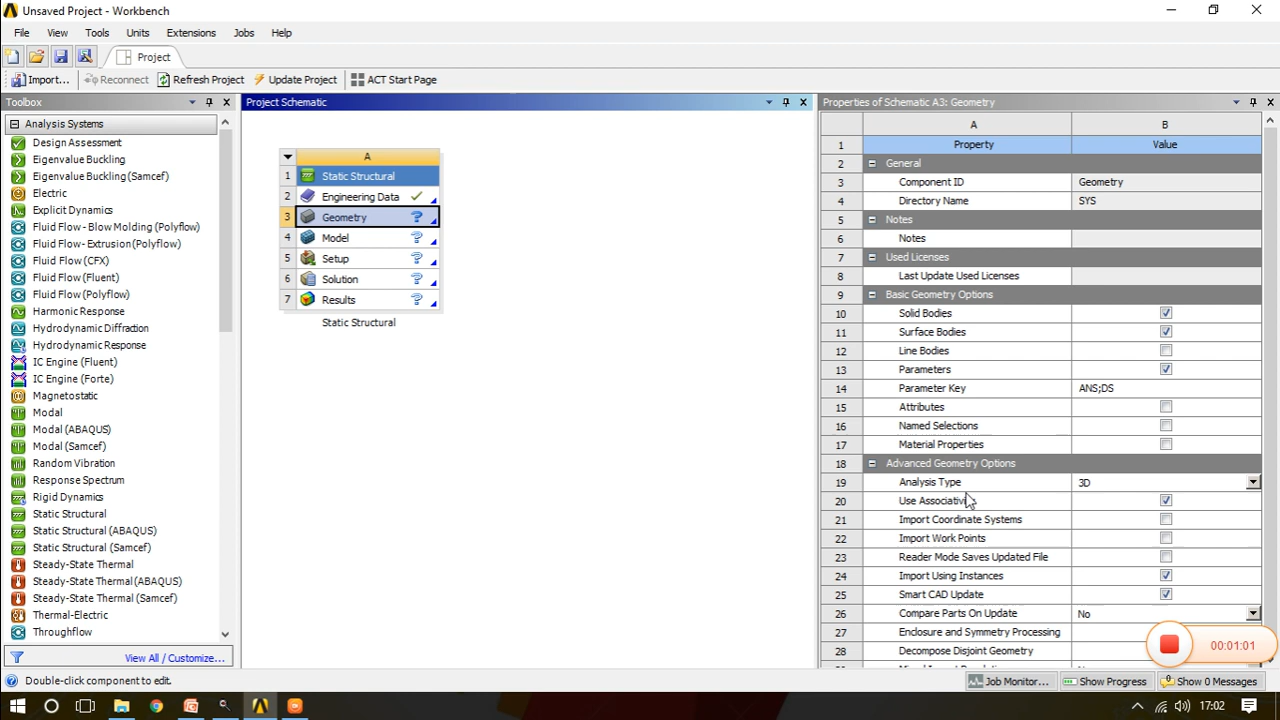 Unsaved Project - Workbench
File View Tools Units Extensions Jobs Help
Project
Import... Reconnect Refresh Project Update Project ACT Start Page
Toolbox
Analysis Systems
Design Assessment
Eigenvalue Buckling
Eigenvalue Buckling (Samcef)
Electric
Explicit Dynamics
Fluid Flow - Blow Molding (Polyflow)
Fluid Flow - Extrusion (Polyflow)
Fluid Flow (CFX)
Fluid Flow (Fluent)
Fluid Flow (Polyflow)
Harmonic Response
Hydrodynamic Diffraction
Hydrodynamic Response
IC Engine (Fluent)
IC Engine (Forte)
Magnetostatic
Modal
Modal (ABAQUS)
Modal (Samcef)
Random Vibration
Response Spectrum
Rigid Dynamics
Static Structural
Static Structural (ABAQUS)
Static Structural (Samcef)
Steady-State Thermal
Steady-State Thermal (ABAQUS)
Steady-State Thermal (Samcef)
Thermal-Electric
Throughflow
View All / Customize...
Project Schematic
A
1 Static Structural
2 Engineering Data
3 Geometry ?
4 Model ?
5 Setup ?
6 Solution ?
7 Results ?
Static Structural
Properties of Schematic A3: Geometry
A B
1 Property Value
2 General
3 Component ID Geometry
4 Directory Name SYS
5 Notes
6 Notes
7 Used Licenses
8 Last Update Used Licenses
9 Basic Geometry Options
10 Solid Bodies
11 Surface Bodies
12 Line Bodies
13 Parameters
14 Parameter Key ANS;DS
15 Attributes
16 Named Selections
17 Material Properties
18 Advanced Geometry Options
19 Analysis Type 3D
20 Use
21 Import Coordinate Systems
22 Import Work Points
23 Reader Mode Saves Updated File
24 Import Using Instances
25 Smart CAD Update
26 Compare Parts On Update No
27 Enclosure and Symmetry Processing
28 Decompose Disjoint Geometry
00:01:01
Double-click component to edit.
Job Monitor... Show Progress Show 0 Messages
17:02